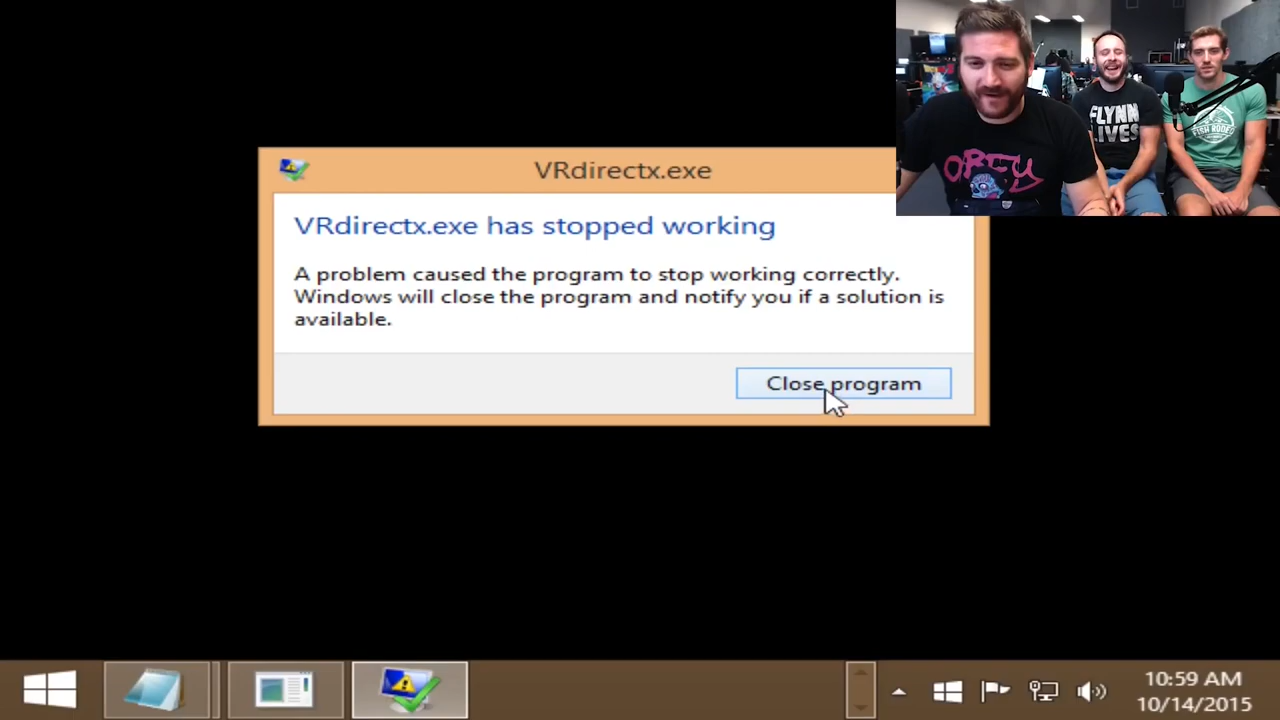 VRdirectx.exe
VRdirectx.exe has stopped working
A problem caused the program to stop working correctly.
Windows will close the program and notify you if a solution is
available.
Close program
OBEY
FLYNN
LIVES
10:59 AM
10/14/2015